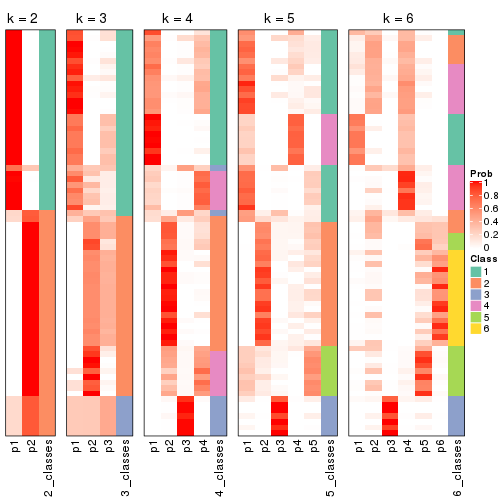 k = 2
k = 3
k = 4
k = 5
k = 6
Prob
1
0.8
0.6
0.4
0.2
0
Class
1
2
3
4
5
6
p1
p2
2_classes
p1
p2
p3
3_classes
p1
p2
p3
p4
4_classes
p1
p2
p3
p4
p5
5_classes
p1
p2
p3
p4
p5
p6
6_classes